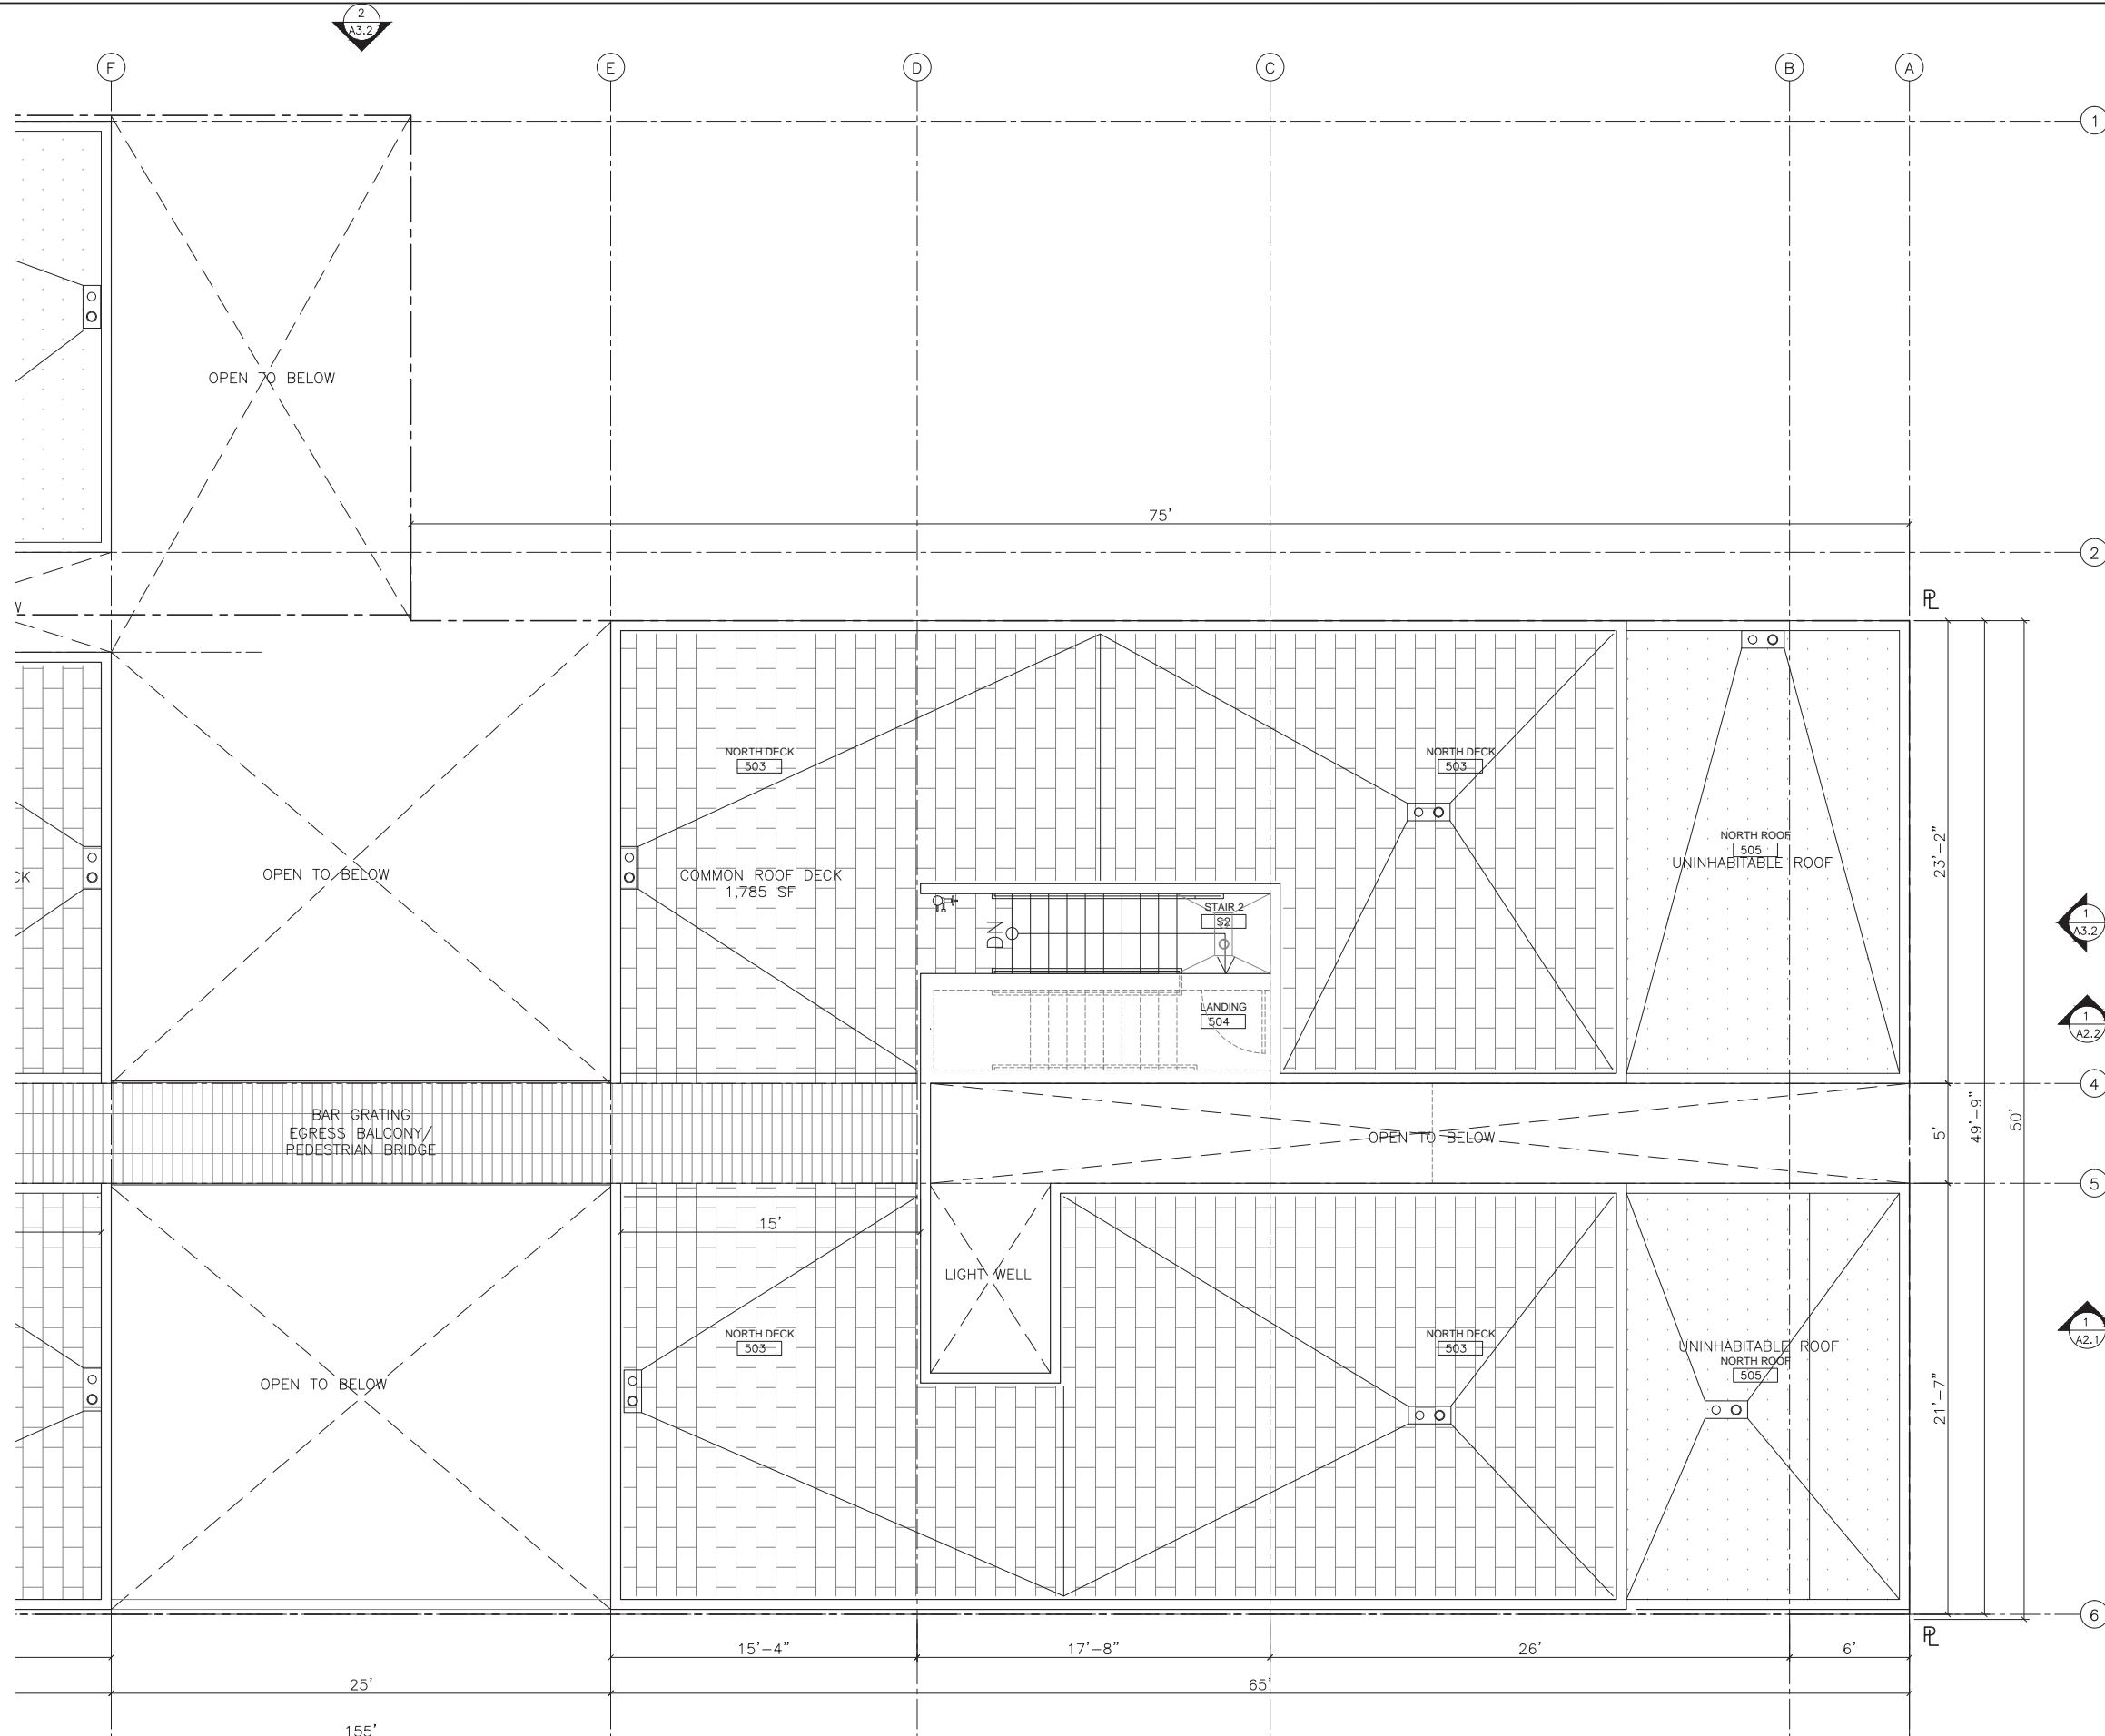 2
A3.2
F
E
D
C
B
A
1
OPEN TO BELOW
75'
2
PL
NORTH DECK
503
NORTH DECK
503
NORTH ROOF
505
UNINHABITABLE ROOF
23'-2"
CK
OPEN TO BELOW
COMMON ROOF DECK
1,785 SF
STAIR 2
S2
DN
1
A3.2
LANDING
504
1
A2.2
4
BAR GRATING
EGRESS BALCONY/
PEDESTRIAN BRIDGE
OPEN TO BELOW
5'
49'-9"
50'
5
15'
LIGHT WELL
NORTH DECK
503
NORTH DECK
503
UNINHABITABLE ROOF
NORTH ROOF
505
1
A2.1
OPEN TO BELOW
21'-7"
6
PL
15'-4"
17'-8"
26'
6'
25'
65'
155'